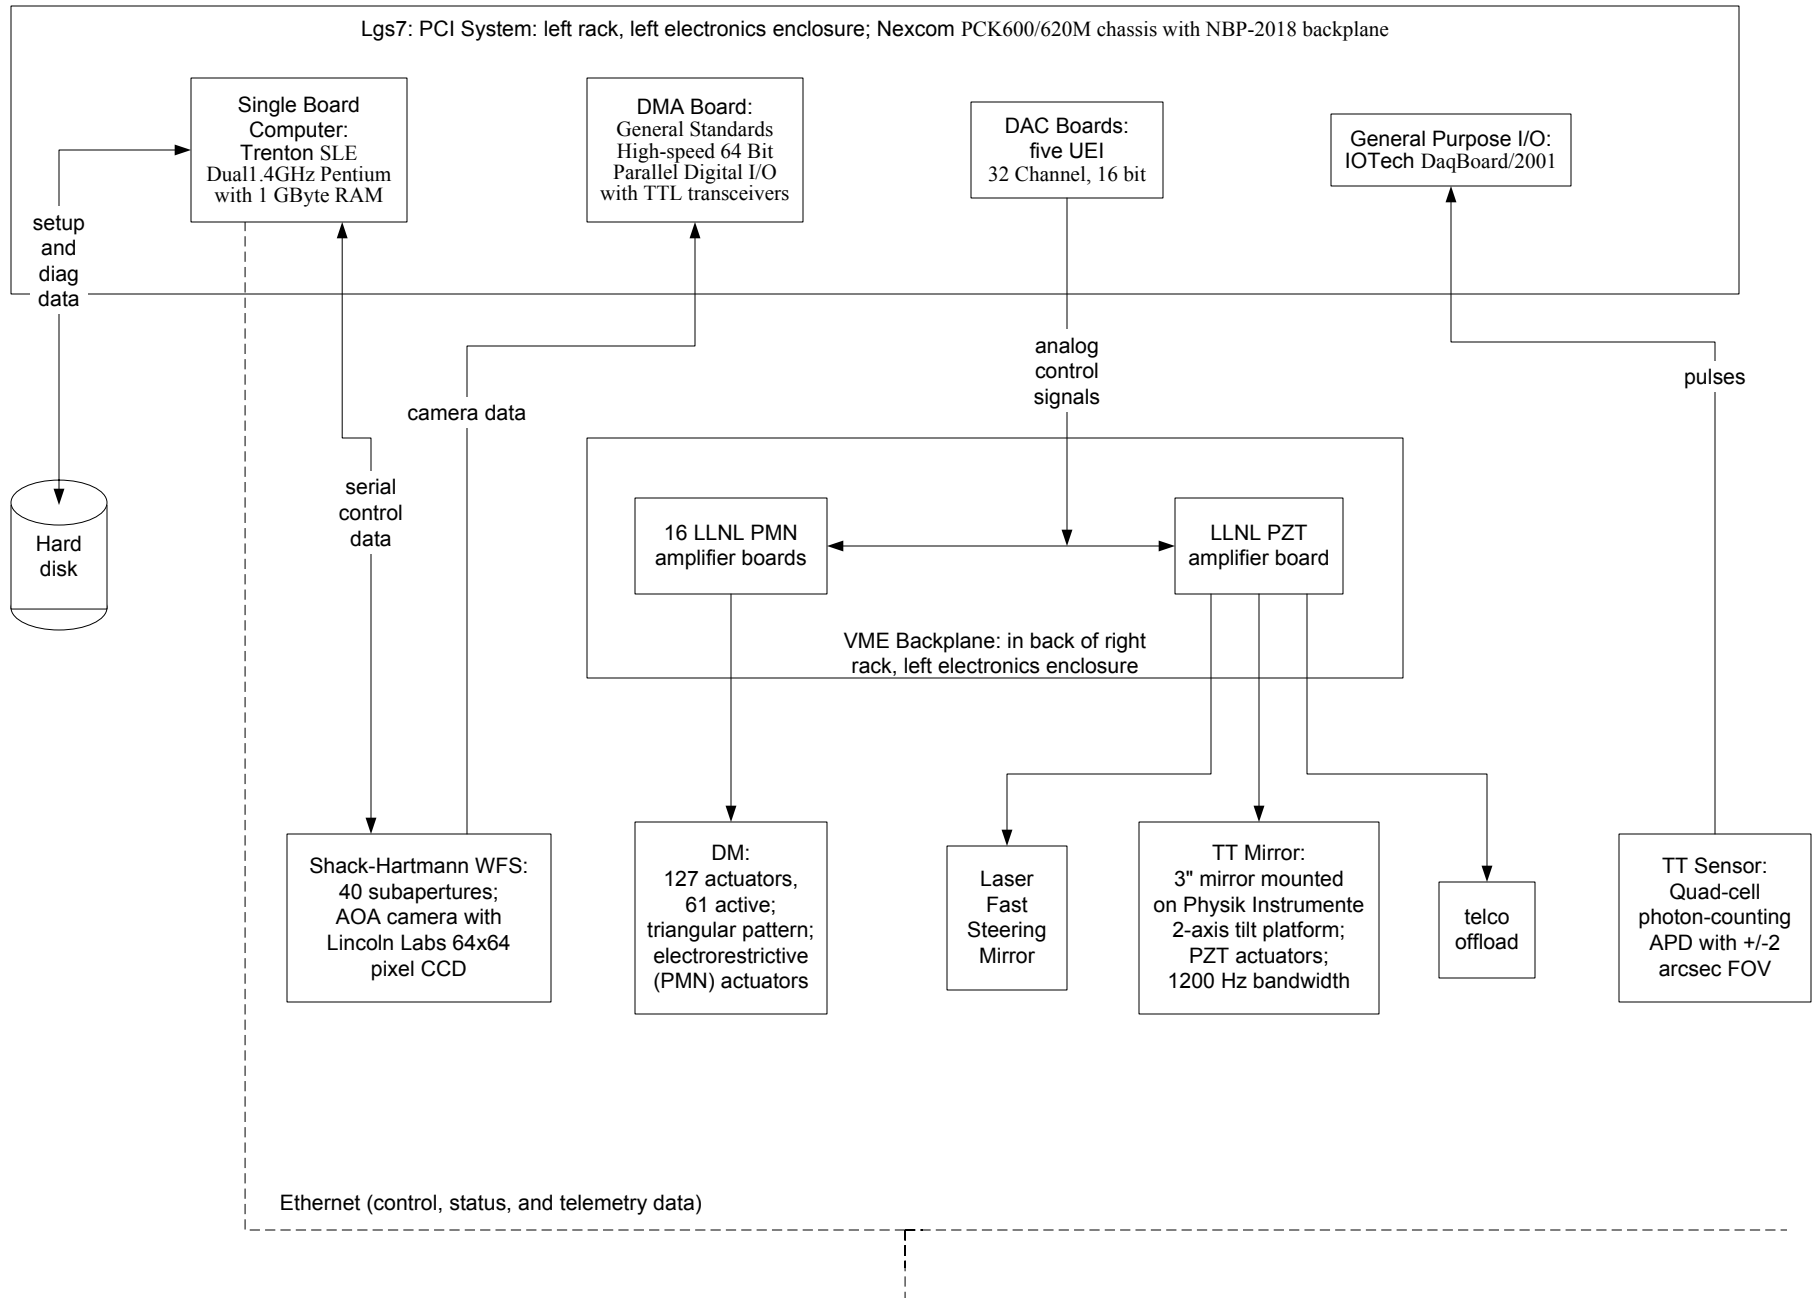 Lgs7: PCI System: left rack, left electronics enclosure; Nexcom PCK600/620M chassis with NBP-2018 backplane
Single Board
Computer:
Trenton SLE
Dual1.4GHz Pentium
with 1 GByte RAM
DMA Board:
General Standards
High-speed 64 Bit
Parallel Digital I/O
with TTL transceivers
DAC Boards:
five UEI
32 Channel, 16 bit
General Purpose I/O:
IOTech DaqBoard/2001
setup
and
diag
data
analog
control
signals
pulses
camera data
serial
control
data
Hard
disk
16 LLNL PMN
amplifier boards
LLNL PZT
amplifier board
VME Backplane: in back of right
rack, left electronics enclosure
Shack-Hartmann WFS:
40 subapertures;
AOA camera with
Lincoln Labs 64x64
pixel CCD
DM:
127 actuators,
61 active;
triangular pattern;
electrorestrictive
(PMN) actuators
Laser
Fast
Steering
Mirror
TT Mirror:
3" mirror mounted
on Physik Instrumente
2-axis tilt platform;
PZT actuators;
1200 Hz bandwidth
telco
offload
TT Sensor:
Quad-cell
photon-counting
APD with +/-2
arcsec FOV
Ethernet (control, status, and telemetry data)